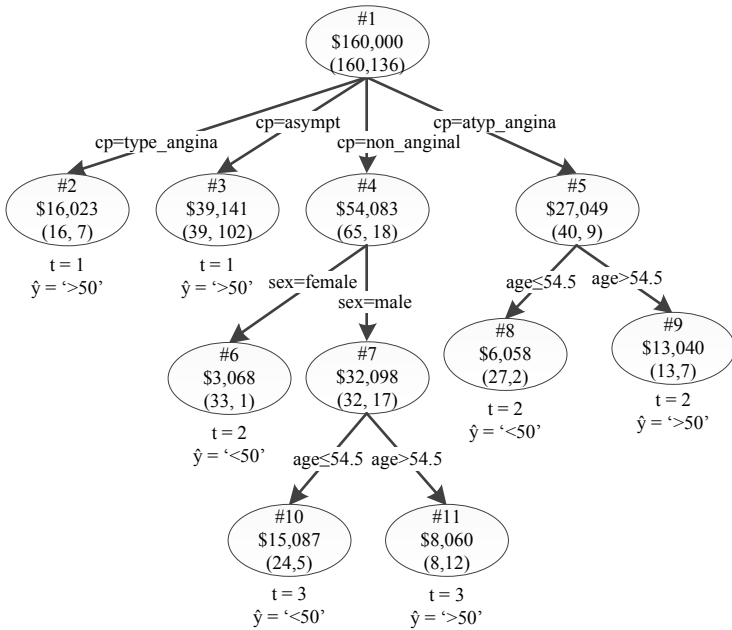 #1
$160,000
(160,136)
cp=type_angina
cp=asympt
cp=non_anginal
cp=atyp_angina
#2
$16,023
(16, 7)
t = 1
ŷ = ‘>50’
#3
$39,141
(39, 102)
t = 1
ŷ = ‘>50’
#4
$54,083
(65, 18)
#5
$27,049
(40, 9)
sex=female
sex=male
age≤54.5
age>54.5
#6
$3,068
(33, 1)
t = 2
ŷ = ‘<50’
#7
$32,098
(32, 17)
#8
$6,058
(27,2)
t = 2
ŷ = ‘<50’
#9
$13,040
(13,7)
t = 2
ŷ = ‘>50’
age≤54.5
age>54.5
#10
$15,087
(24,5)
t = 3
ŷ = ‘<50’
#11
$8,060
(8,12)
t = 3
ŷ = ‘>50’